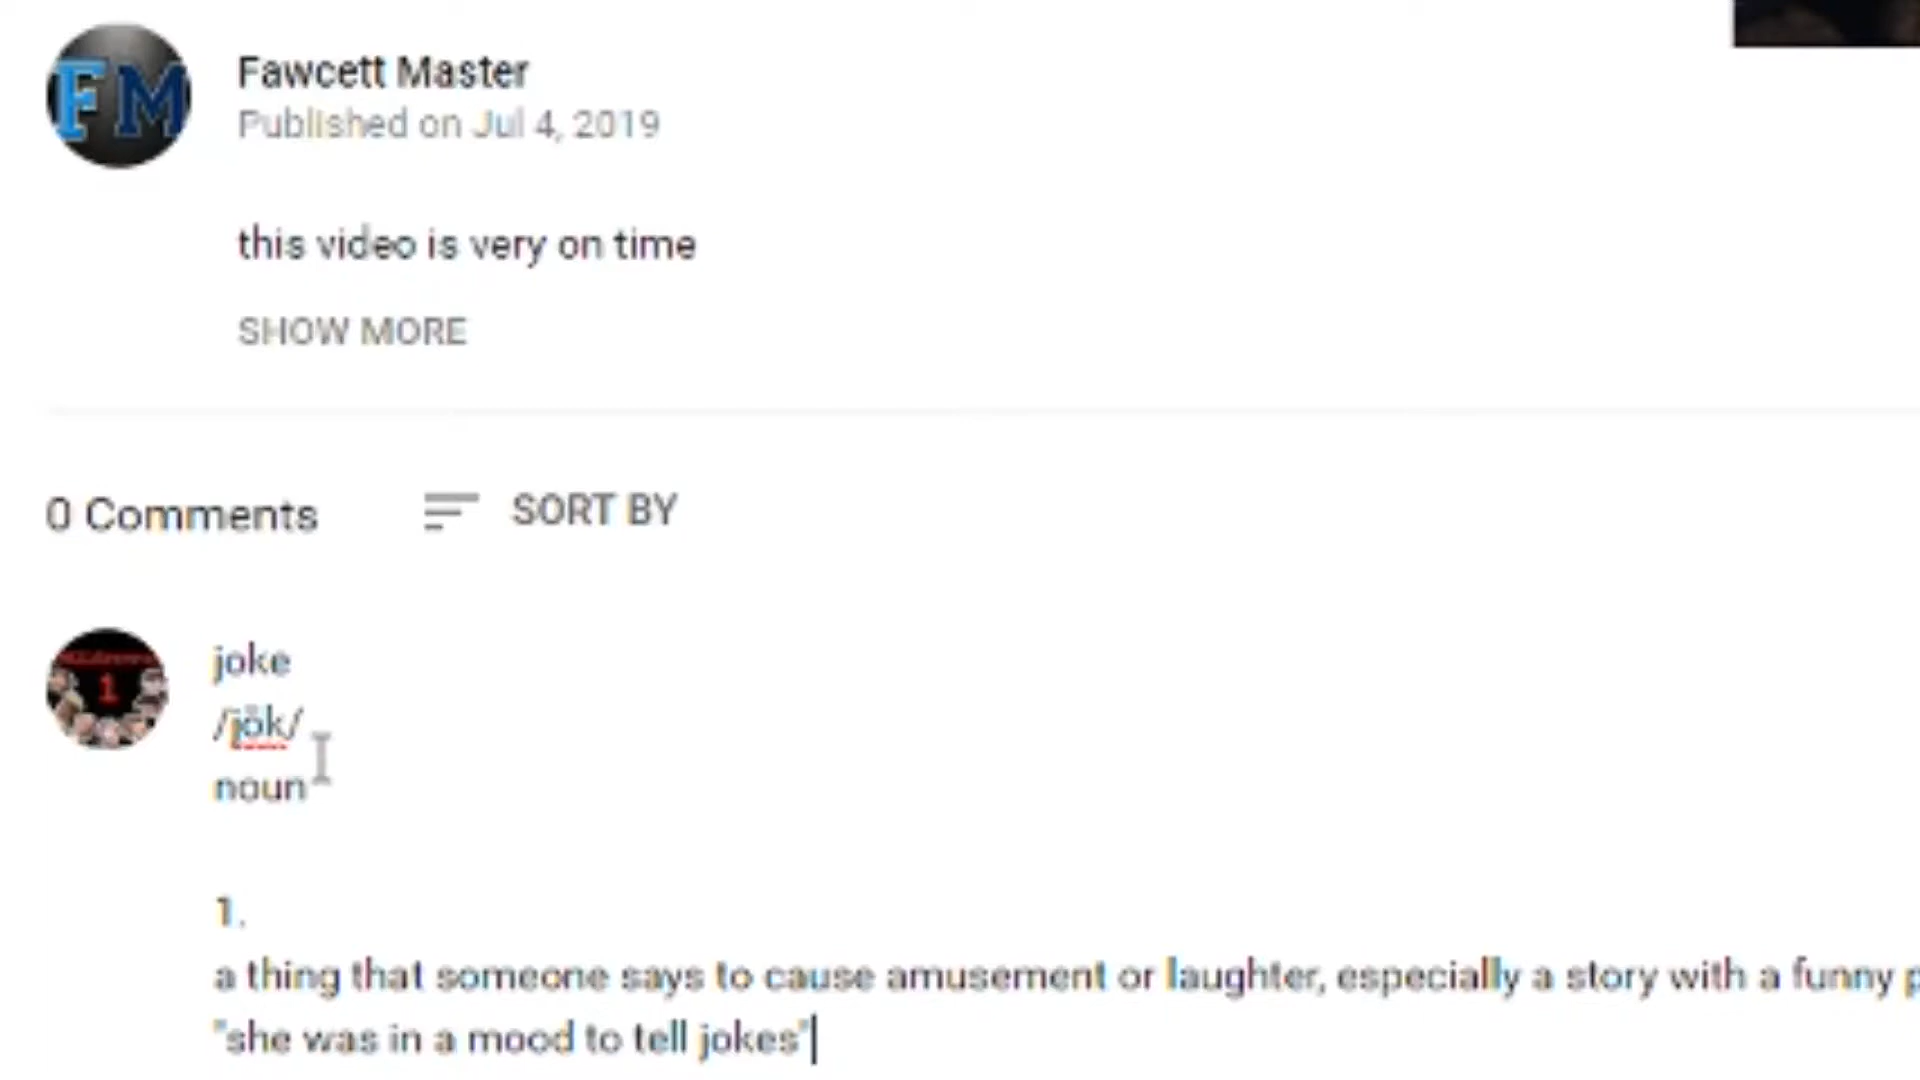 FM
Fawcett Master
Published on Jul 4, 2019
this video is very on time
SHOW MORE
0 Comments
SORT BY
1
joke
/jōk/
noun
1.
a thing that someone says to cause amusement or laughter, especially a story with a funny
"she was in a mood to tell jokes"